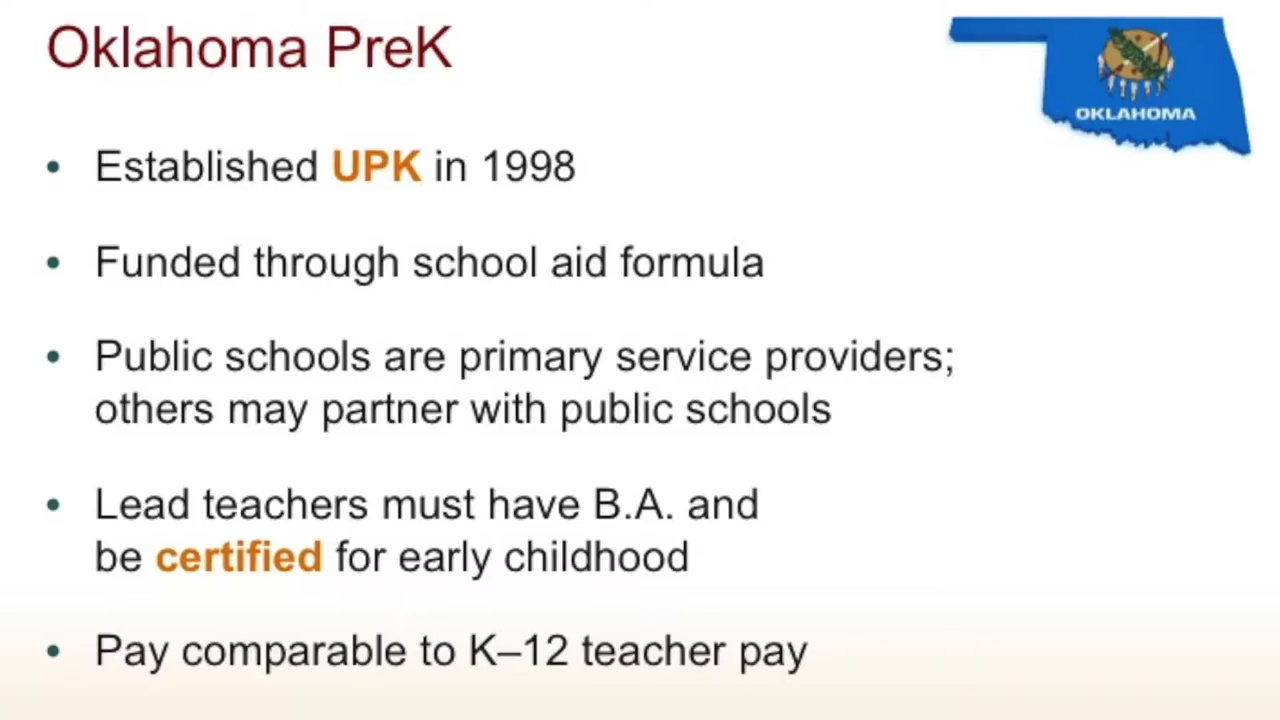 Oklahoma PreK
OKLAHOMA
• Established UPK in 1998
• Funded through school aid formula
• Public schools are primary service providers;
others may partner with public schools
• Lead teachers must have B.A. and
be certified for early childhood
• Pay comparable to K–12 teacher pay